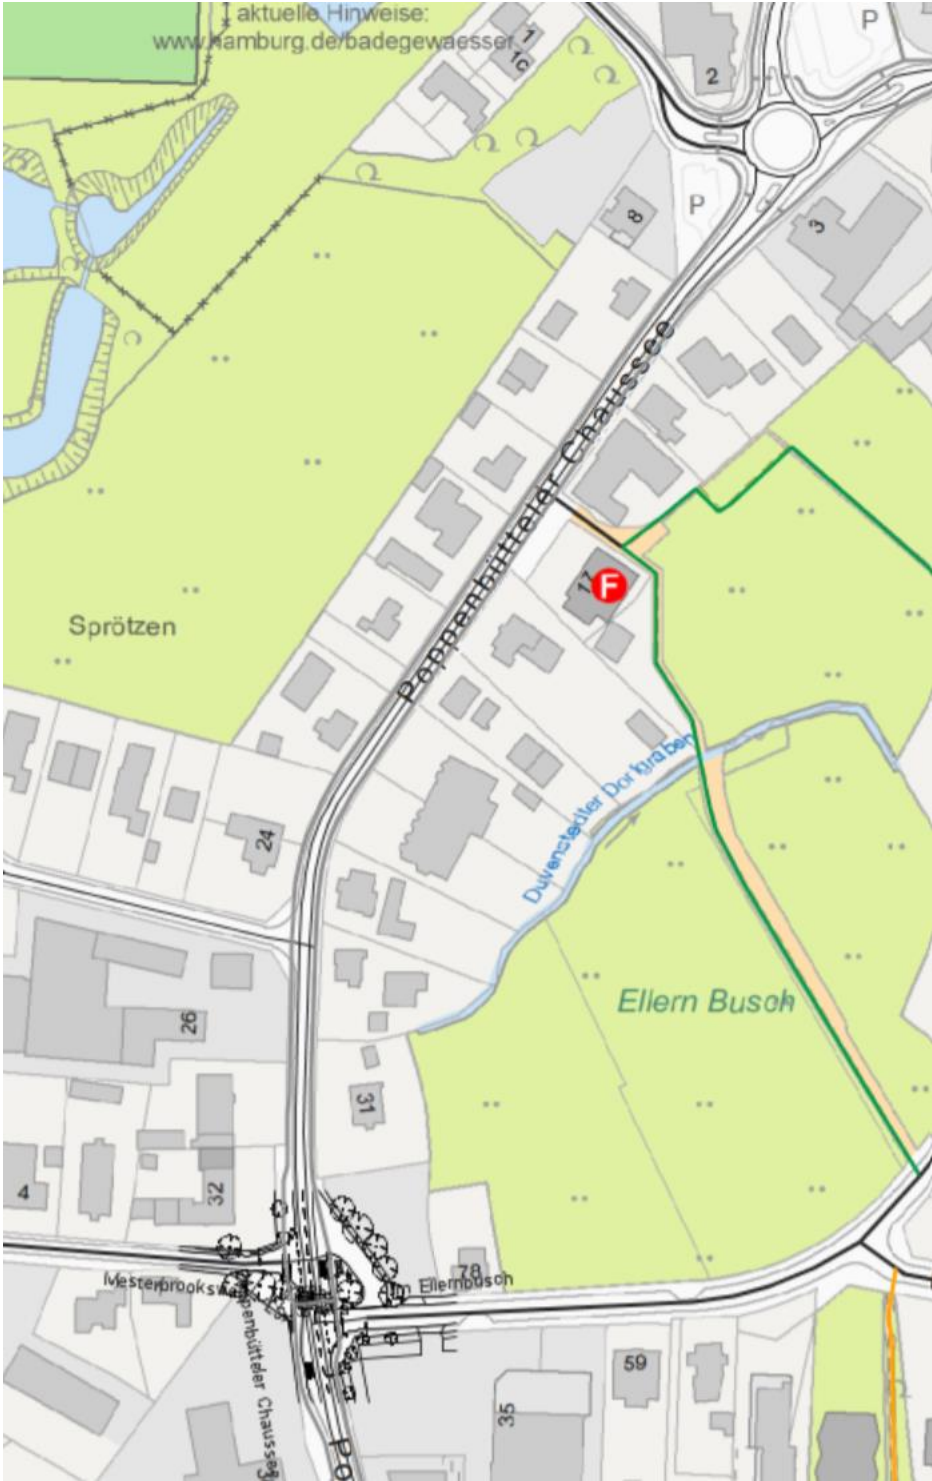 aktuelle Hinweise:
www.hamburg.de/badegewaesser
1
1c
2
P
P
8
3
Poppenbütteler Chaussee
17
F
Sprötzen
Duvenstedter Dorfgraben
24
Ellern Busch
26
31
4
32
78
Ellernbusch
Poppenbütteler Chaussee
59
35
Po